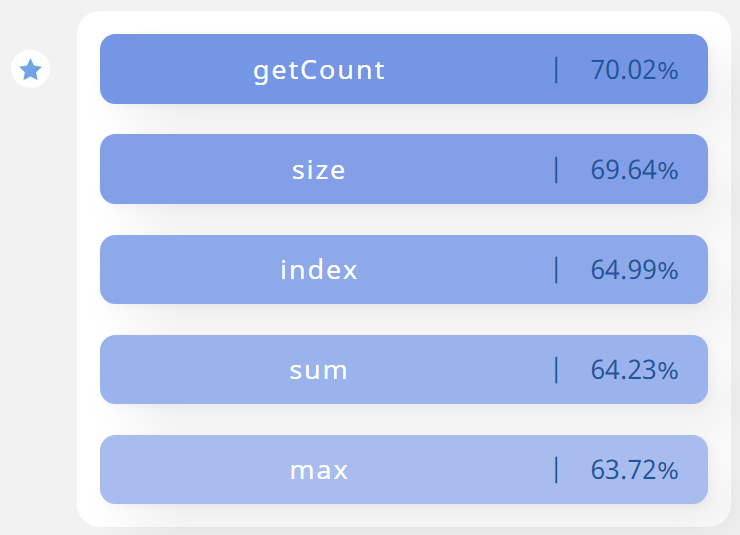 getCount | 70.02%
size | 69.64%
index | 64.99%
sum | 64.23%
max | 63.72%